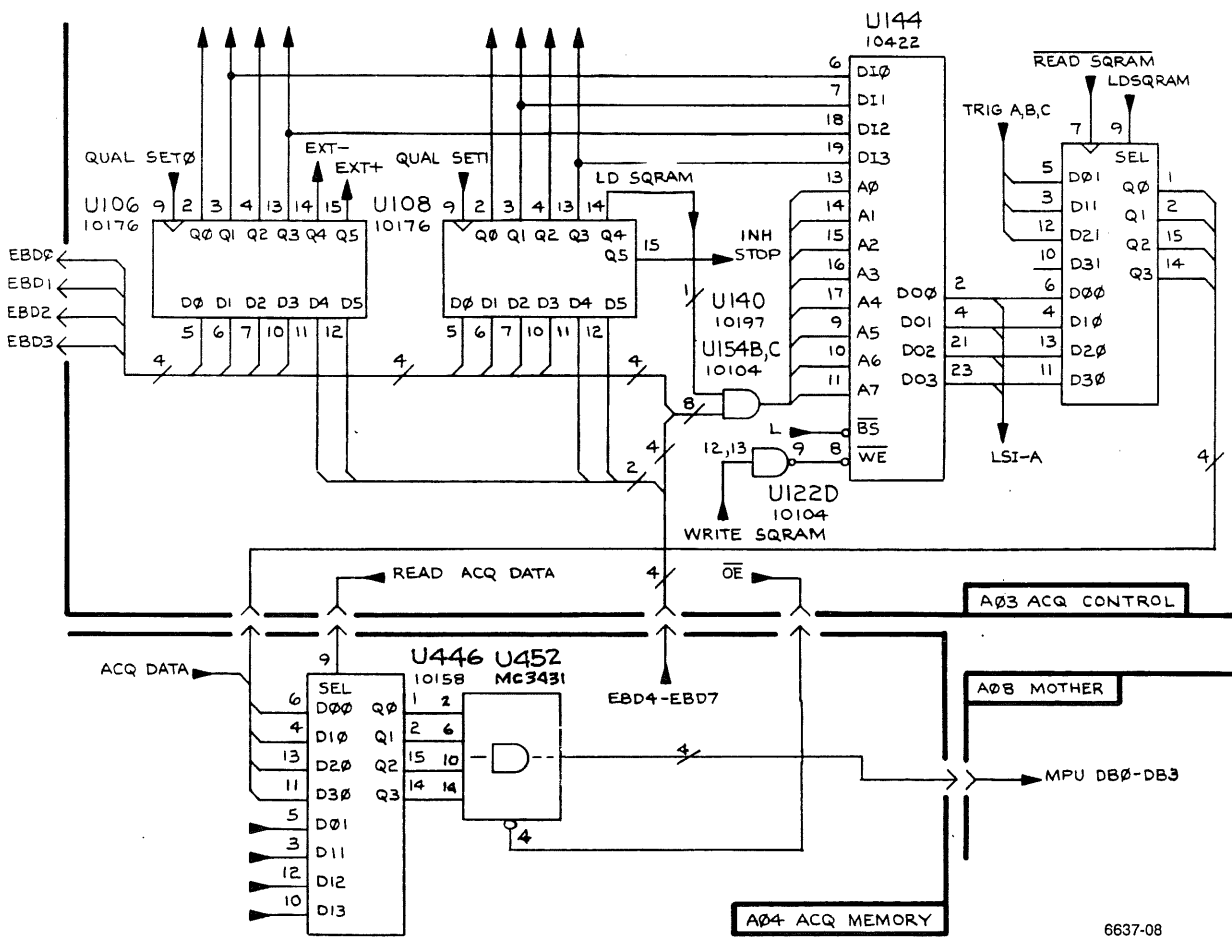 U144
10422
READ SQRAM
LDSQRAM
TRIG A,B,C
6 DIØ
7 DI1
18 DI2
19 DI3
13 AØ
14 A1
15 A2
16 A3
17 A4
9 A5
10 A6
11 A7
BS
8 WE
DOØ 2
DO1 4
DO2 21
DO3 23
7 9
SEL
5 DØ1
3 D11
12 D21
10 D31
6 DØØ
4 D1Ø
13 D2Ø
11 D3Ø
QØ 1
Q1 2
Q2 15
Q3 14
LSI-A
4
QUAL SETØ
EXT-
EXT+
QUAL SET1
LD SQRAM
U106
10176
9 2 3 4 13 14 15
QØ Q1 Q2 Q3 Q4 Q5
DØ D1 D2 D3 D4 D5
5 6 7 10 11 12
U108
10176
9 2 3 4 13 14
QØ Q1 Q2 Q3 Q4
Q5 15
DØ D1 D2 D3 D4 D5
5 6 7 10 11 12
INH
STOP
1
U140
10197
U154B,C
10104
EBDØ
EBD1
EBD2
EBD3
4
4
4
8
4
2
L
12,13
9
U122D
10104
WRITE SQRAM
READ ACQ DATA
4
OE
AØ3 ACQ CONTROL
ACQ DATA
9
U446
10158
U452
MC3431
SEL
6 DØØ QØ 1 2
4 D1Ø Q1 2 6
13 D2Ø Q2 15 10
11 D3Ø Q3 14 14
5 DØ1
3 D11
12 D12
10 D13
4
EBD4-EBD7
4
AØ8 MOTHER
MPU DBØ-DB3
AØ4 ACQ MEMORY
6637-08